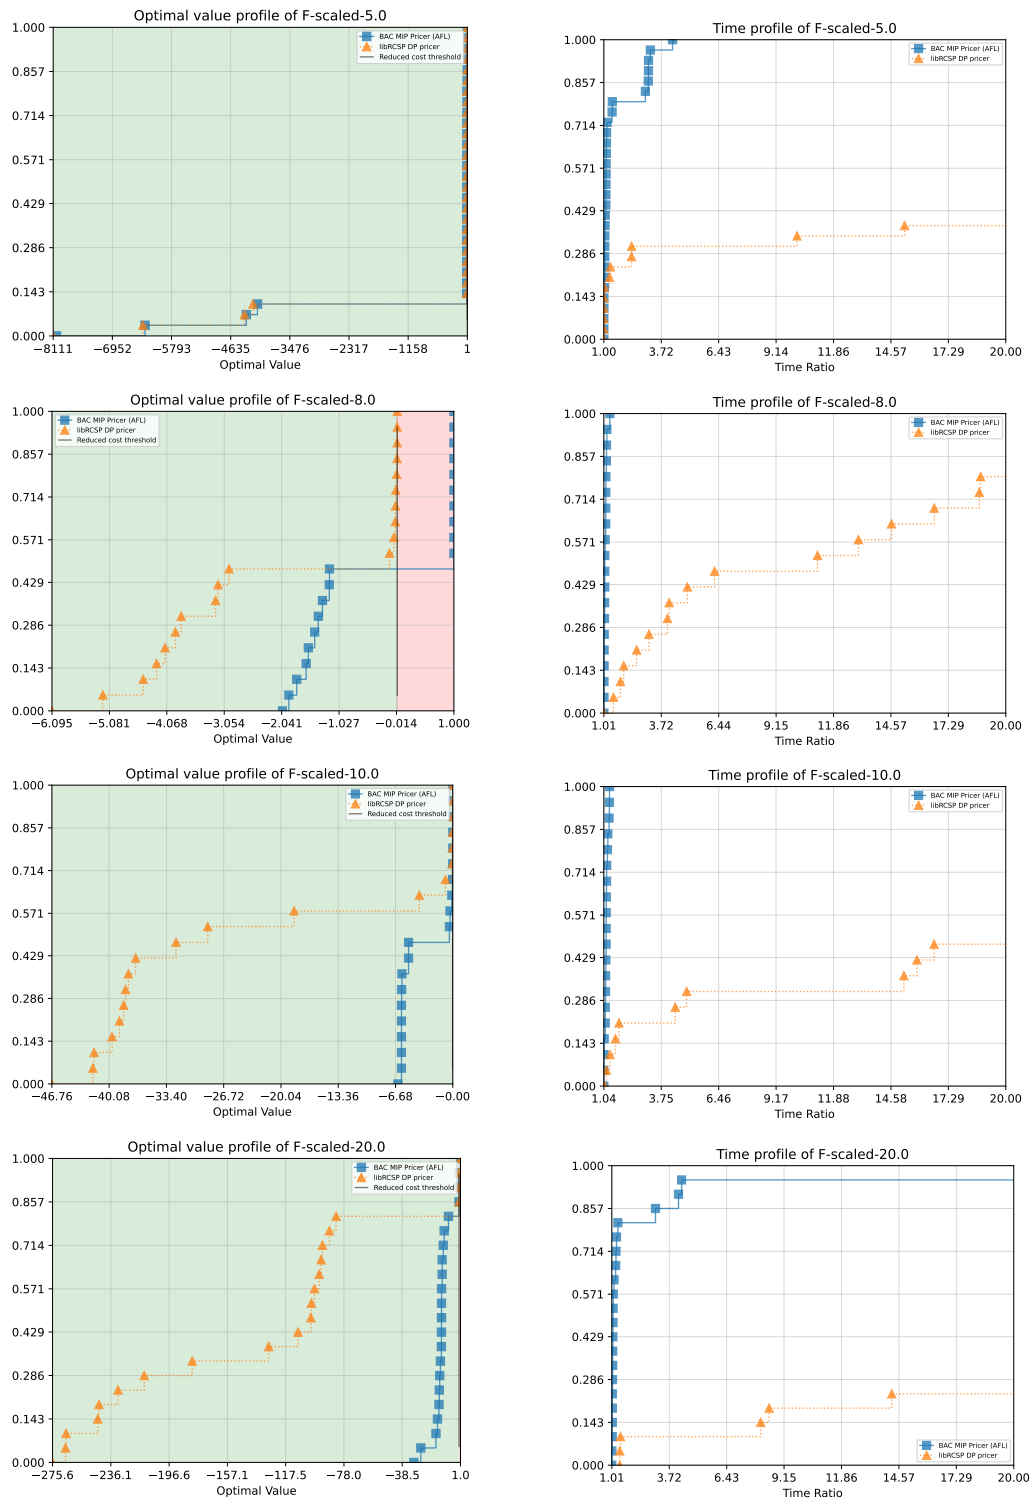 Optimal value profile of F-scaled-5.0
1.000
0.857
0.714
0.571
0.429
0.286
0.143
0.000
−8111 −6952 −5793 −4635 −3476 −2317 −1158 1
Optimal Value
BAC MIP Pricer (AFL)
libRCSP DP pricer
Reduced cost threshold
Time profile of F-scaled-5.0
1.000
0.857
0.714
0.571
0.429
0.286
0.143
0.000
1.00 3.72 6.43 9.14 11.86 14.57 17.29 20.00
Time Ratio
BAC MIP Pricer (AFL)
libRCSP DP pricer
Optimal value profile of F-scaled-8.0
1.000
0.857
0.714
0.571
0.429
0.286
0.143
0.000
−6.095 −5.081 −4.068 −3.054 −2.041 −1.027 −0.014 1.000
Optimal Value
BAC MIP Pricer (AFL)
libRCSP DP pricer
Reduced cost threshold
Time profile of F-scaled-8.0
1.000
0.857
0.714
0.571
0.429
0.286
0.143
0.000
1.01 3.72 6.43 9.15 11.86 14.57 17.29 20.00
Time Ratio
BAC MIP Pricer (AFL)
libRCSP DP pricer
Optimal value profile of F-scaled-10.0
1.000
0.857
0.714
0.571
0.429
0.286
0.143
0.000
−46.76 −40.08 −33.40 −26.72 −20.04 −13.36 −6.68 −0.00
Optimal Value
BAC MIP Pricer (AFL)
libRCSP DP pricer
Reduced cost threshold
Time profile of F-scaled-10.0
1.000
0.857
0.714
0.571
0.429
0.286
0.143
0.000
1.04 3.75 6.46 9.17 11.88 14.58 17.29 20.00
Time Ratio
BAC MIP Pricer (AFL)
libRCSP DP pricer
Optimal value profile of F-scaled-20.0
1.000
0.857
0.714
0.571
0.429
0.286
0.143
0.000
−275.6 −236.1 −196.6 −157.1 −117.5 −78.0 −38.5 1.0
Optimal Value
BAC MIP Pricer (AFL)
libRCSP DP pricer
Reduced cost threshold
Time profile of F-scaled-20.0
1.000
0.857
0.714
0.571
0.429
0.286
0.143
0.000
1.01 3.72 6.43 9.15 11.86 14.57 17.29 20.00
Time Ratio
BAC MIP Pricer (AFL)
libRCSP DP pricer